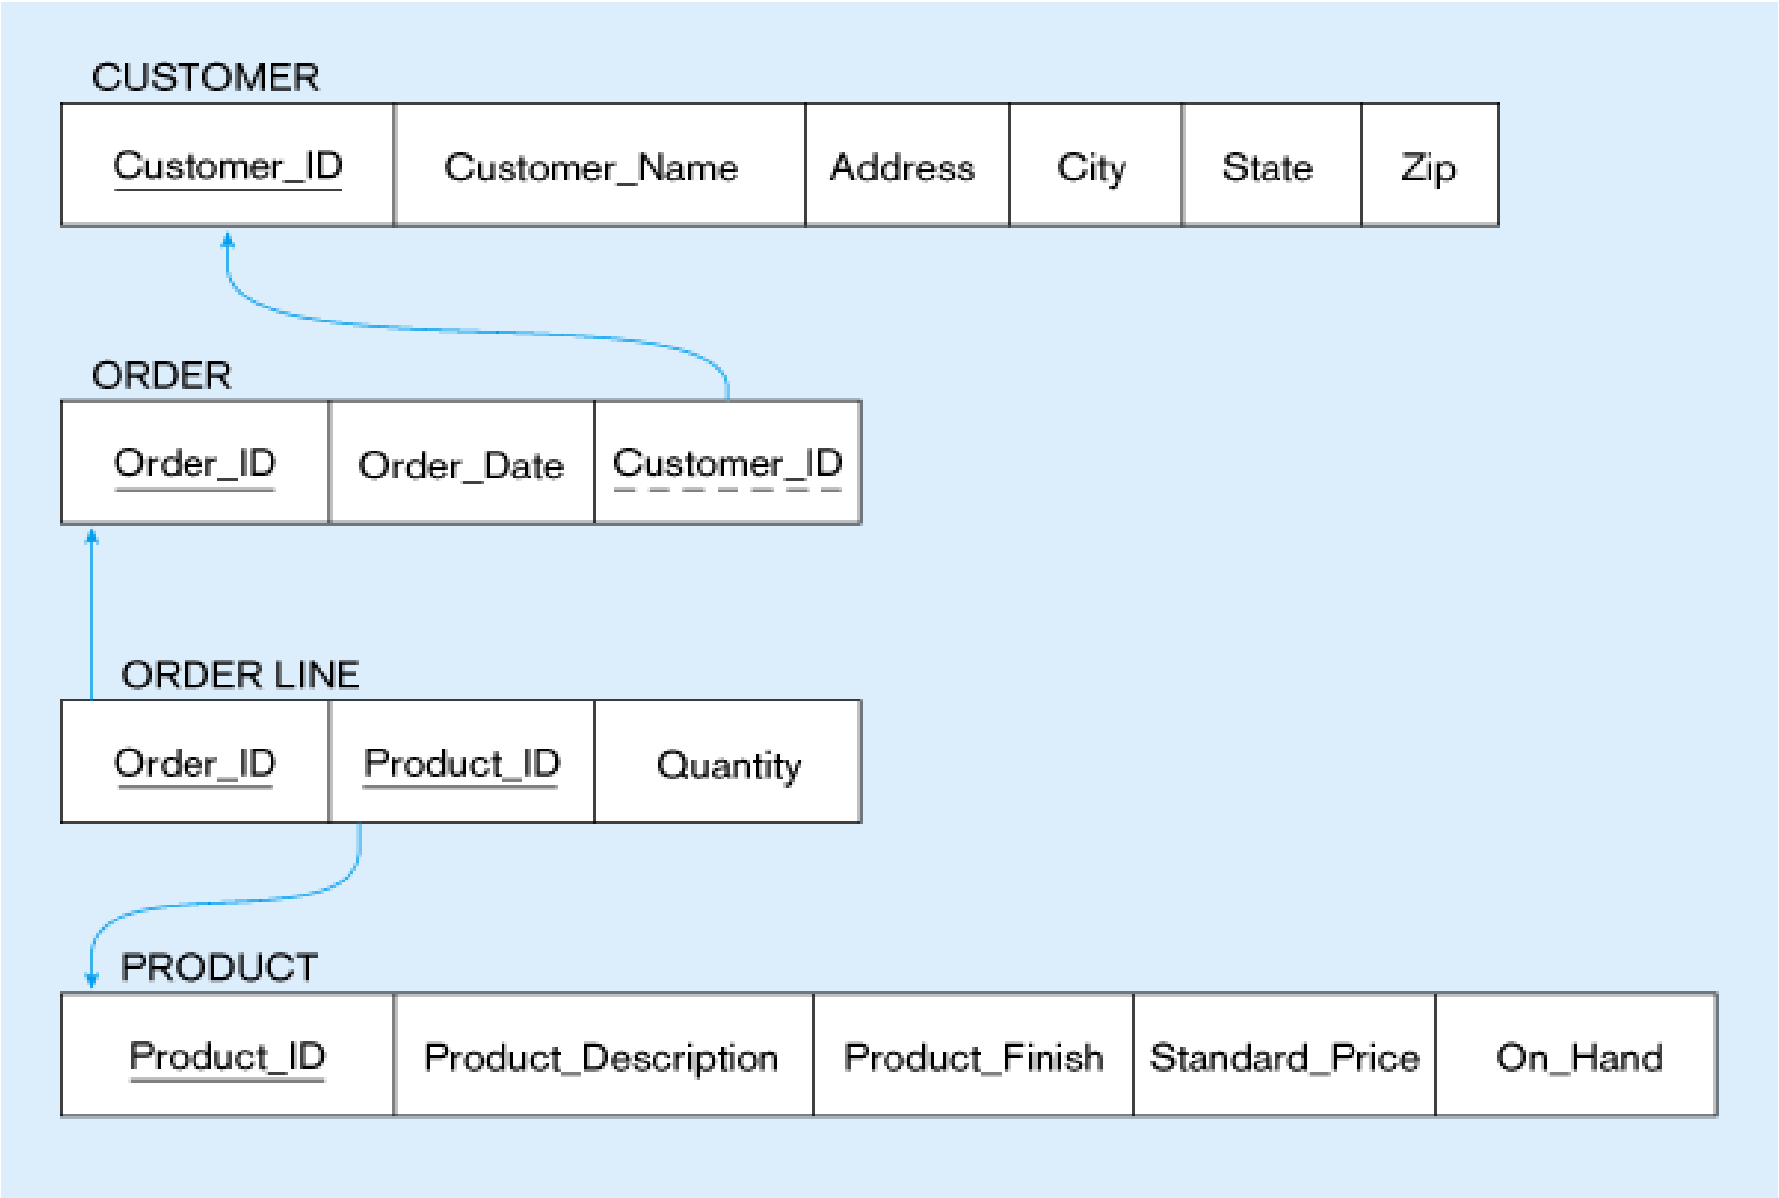 CUSTOMER
Customer_ID Customer_Name Address City State Zip
ORDER
Order_ID Order_Date Customer_ID
ORDER LINE
Order_ID Product_ID Quantity
PRODUCT
Product_ID Product_Description Product_Finish Standard_Price On_Hand